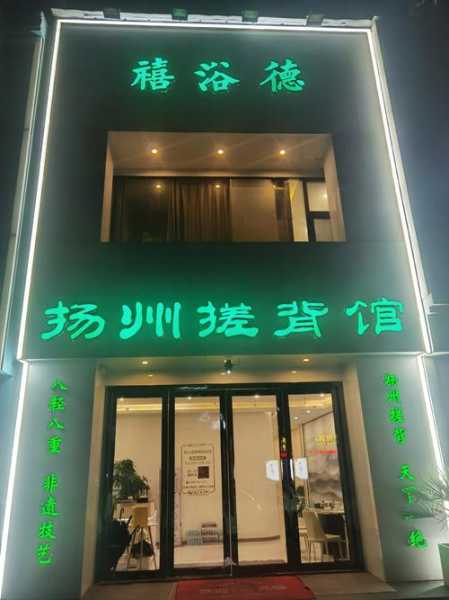 禧浴德
扬州搓背馆
八轻八重 非遗技艺
扬州搓背 天下一绝